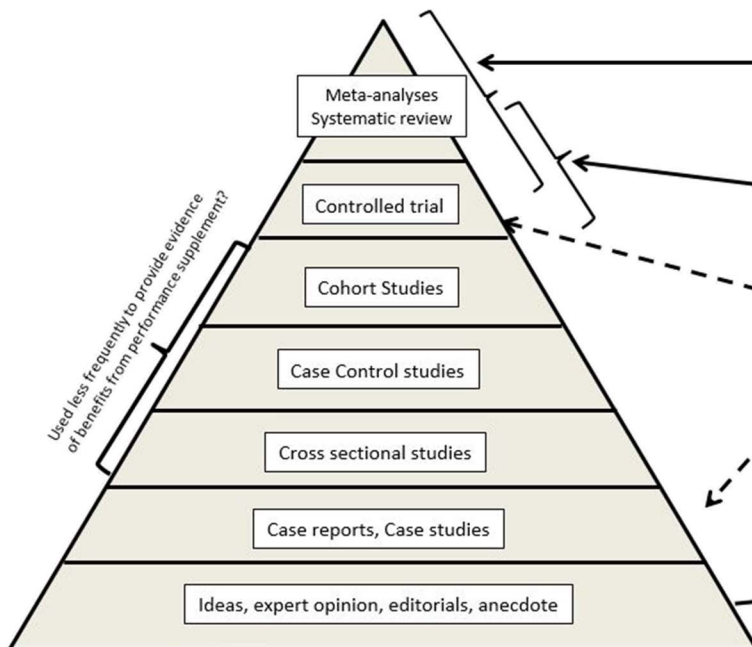 Meta-analyses
Systematic review
Controlled trial
Cohort Studies
Case Control studies
Cross sectional studies
Case reports, Case studies
Ideas, expert opinion, editorials, anecdote
Used less frequently to provide evidence
of benefits from performance supplement?